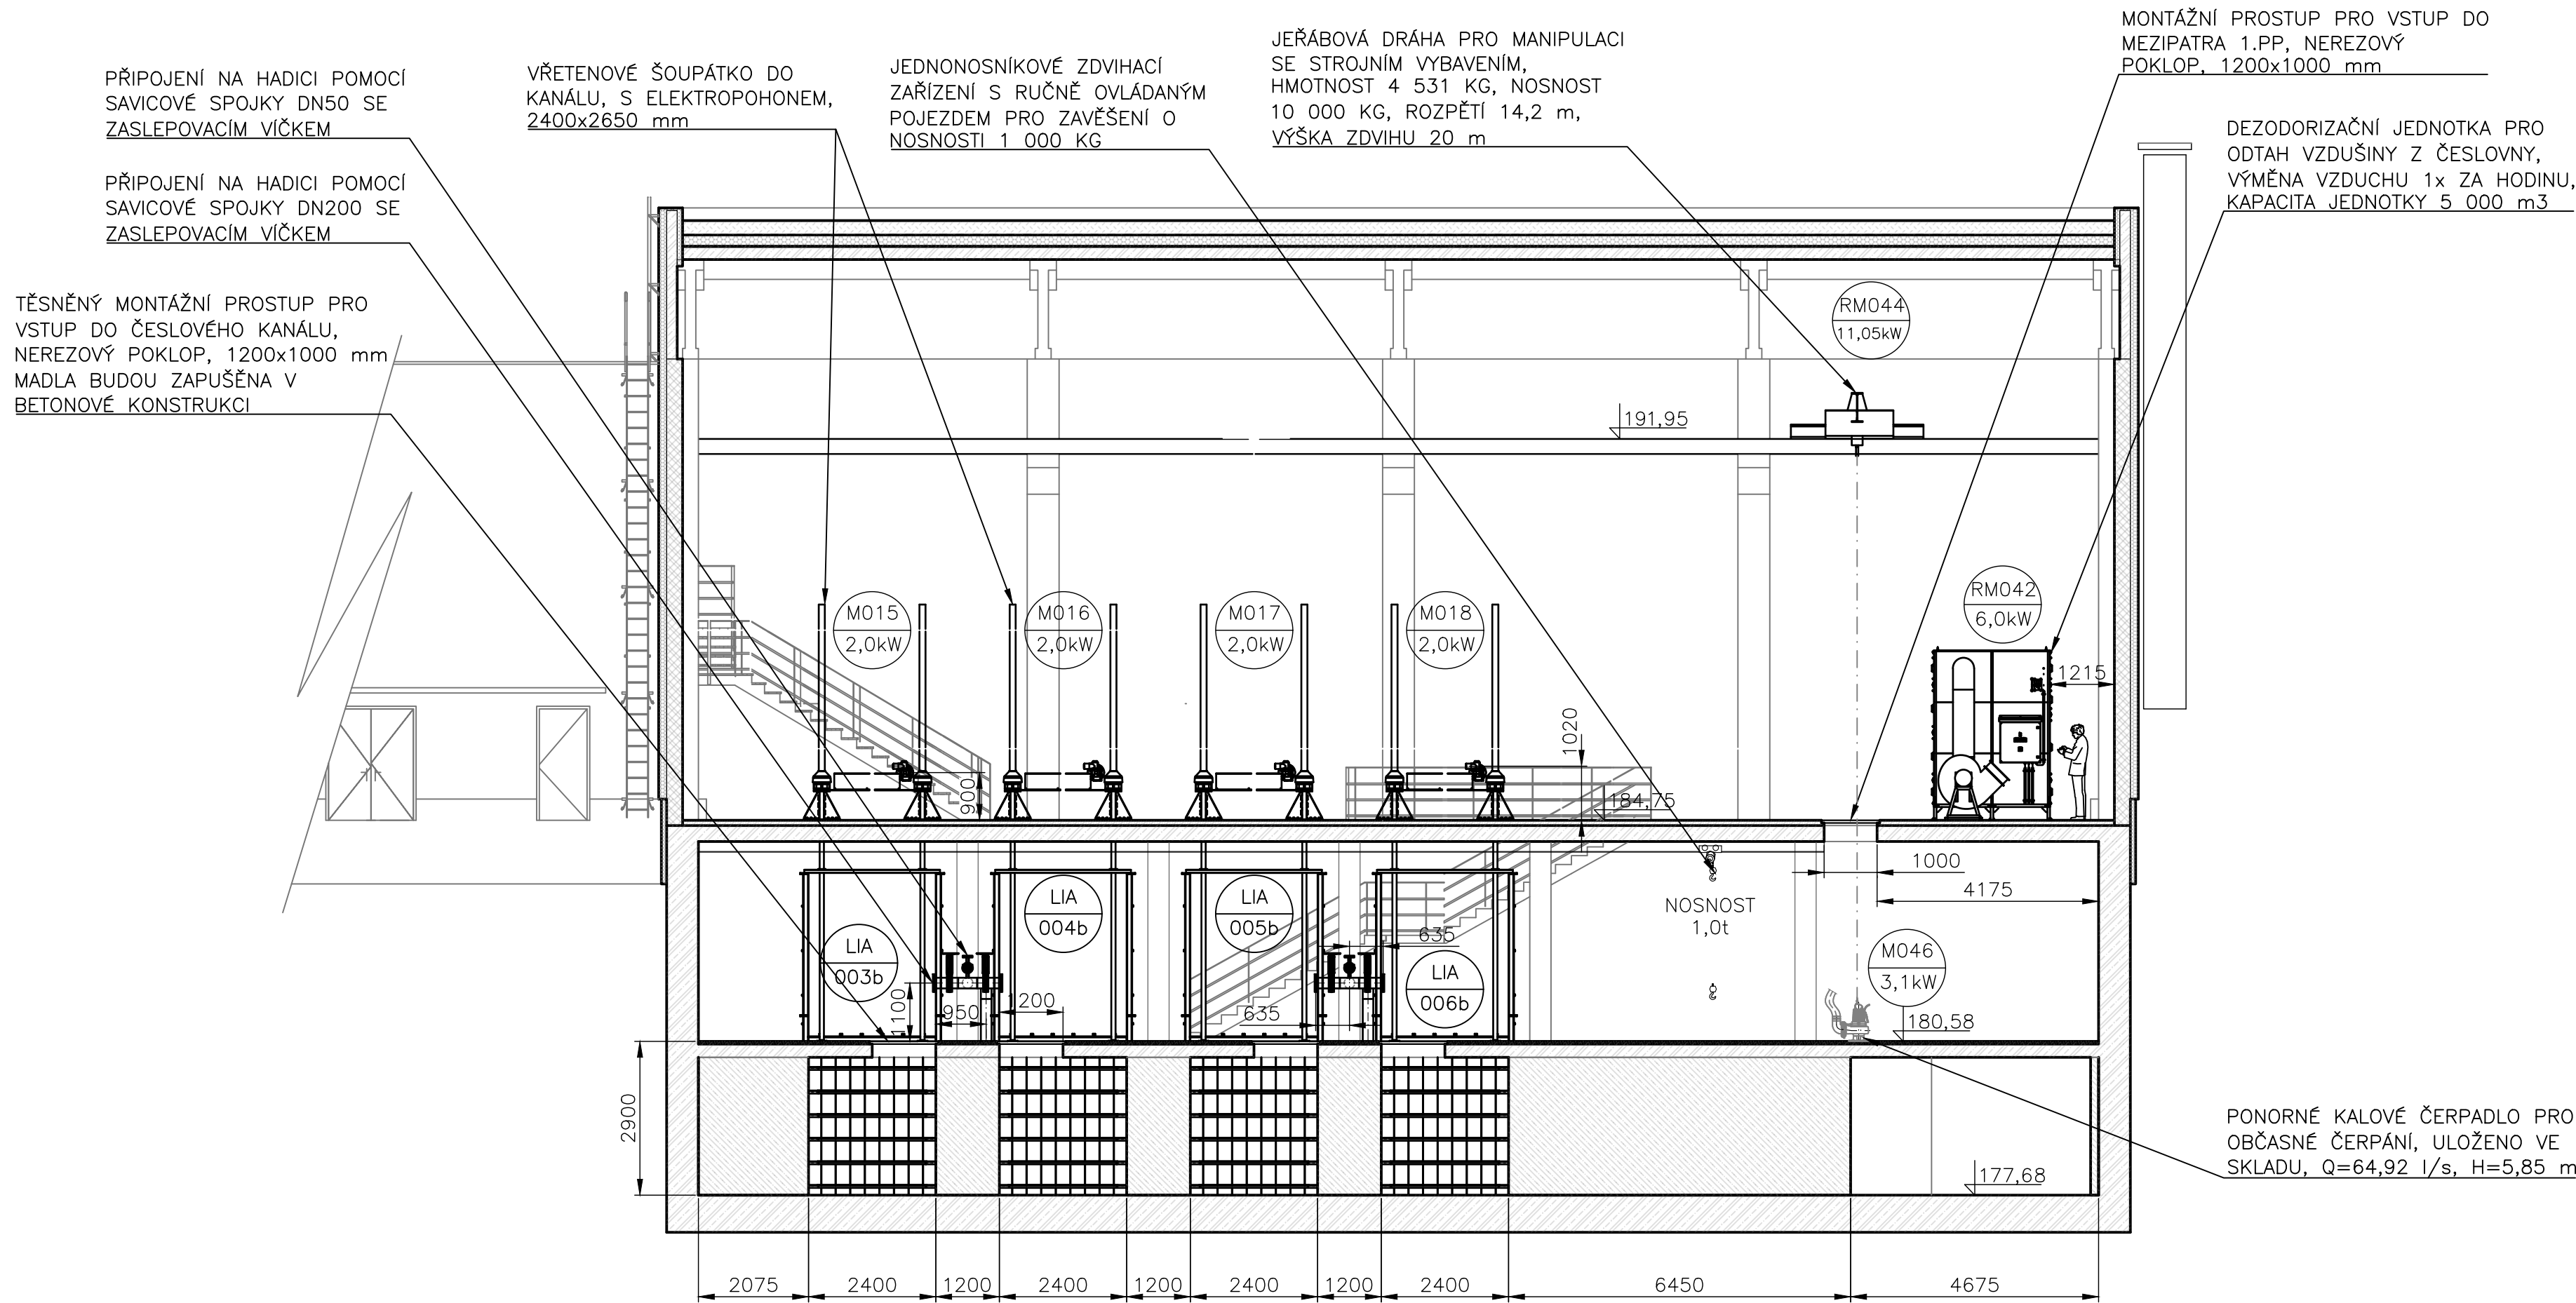 PŘIPOJENÍ NA HADICI POMOCÍ
SAVICOVÉ SPOJKY DN50 SE
ZASLEPOVACÍM VÍČKEM
PŘIPOJENÍ NA HADICI POMOCÍ
SAVICOVÉ SPOJKY DN200 SE
ZASLEPOVACÍM VÍČKEM
TĚSNĚNÝ MONTÁŽNÍ PROSTUP PRO
VSTUP DO ČESLOVÉHO KANÁLU,
NEREZOVÝ POKLOP, 1200x1000 mm
MADLA BUDOU ZAPUŠĚNA V
BETONOVÉ KONSTRUKCI
VŘETENOVÉ ŠOUPÁTKO DO
KANÁLU, S ELEKTROPOHONEM,
2400x2650 mm
JEDNONOSNÍKOVÉ ZDVIHACÍ
ZAŘÍZENÍ S RUČNĚ OVLÁDANÝM
POJEZDEM PRO ZAVĚŠENÍ O
NOSNOSTI 1 000 KG
JEŘÁBOVÁ DRÁHA PRO MANIPULACI
SE STROJNÍM VYBAVENÍM,
HMOTNOST 4 531 KG, NOSNOST
10 000 KG, ROZPĚTÍ 14,2 m,
VÝŠKA ZDVIHU 20 m
MONTÁŽNÍ PROSTUP PRO VSTUP DO
MEZIPATRA 1.PP, NEREZOVÝ
POKLOP, 1200x1000 mm
DEZODORIZAČNÍ JEDNOTKA PRO
ODTAH VZDUŠINY Z ČESLOVNY,
VÝMĚNA VZDUCHU 1x ZA HODINU,
KAPACITA JEDNOTKY 5 000 m3
RM044
11,05kW
191,95
M015
2,0kW
M016
2,0kW
M017
2,0kW
M018
2,0kW
RM042
6,0kW
1215
1020
900
184,75
1000
4175
NOSNOST
1,0t
LIA
003b
LIA
004b
LIA
005b
LIA
006b
635
635
1100
950
1200
M046
3,1kW
180,58
2900
177,68
PONORNÉ KALOVÉ ČERPADLO PRO
OBČASNÉ ČERPÁNÍ, ULOŽENO VE
SKLADU, Q=64,92 l/s, H=5,85 m
2075 2400 1200 2400 1200 2400 1200 2400 6450 4675